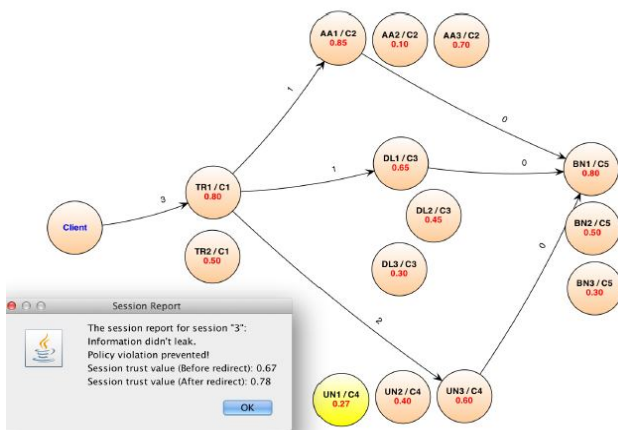 AA1 / C2
0.85
AA2 / C2
0.10
AA3 / C2
0.70
1
0
TR1 / C1
0.80
1
DL1 / C3
0.65
0
BN1 / C5
0.80
3
Client
DL2 / C3
0.45
BN2 / C5
0.50
TR2 / C1
0.50
DL3 / C3
0.30
0
BN3 / C5
0.30
2
UN1 / C4
0.27
UN2 / C4
0.40
UN3 / C4
0.60
Session Report
The session report for session "3":
Information didn't leak.
Policy violation prevented!
Session trust value (Before redirect): 0.67
Session trust value (After redirect): 0.78
OK